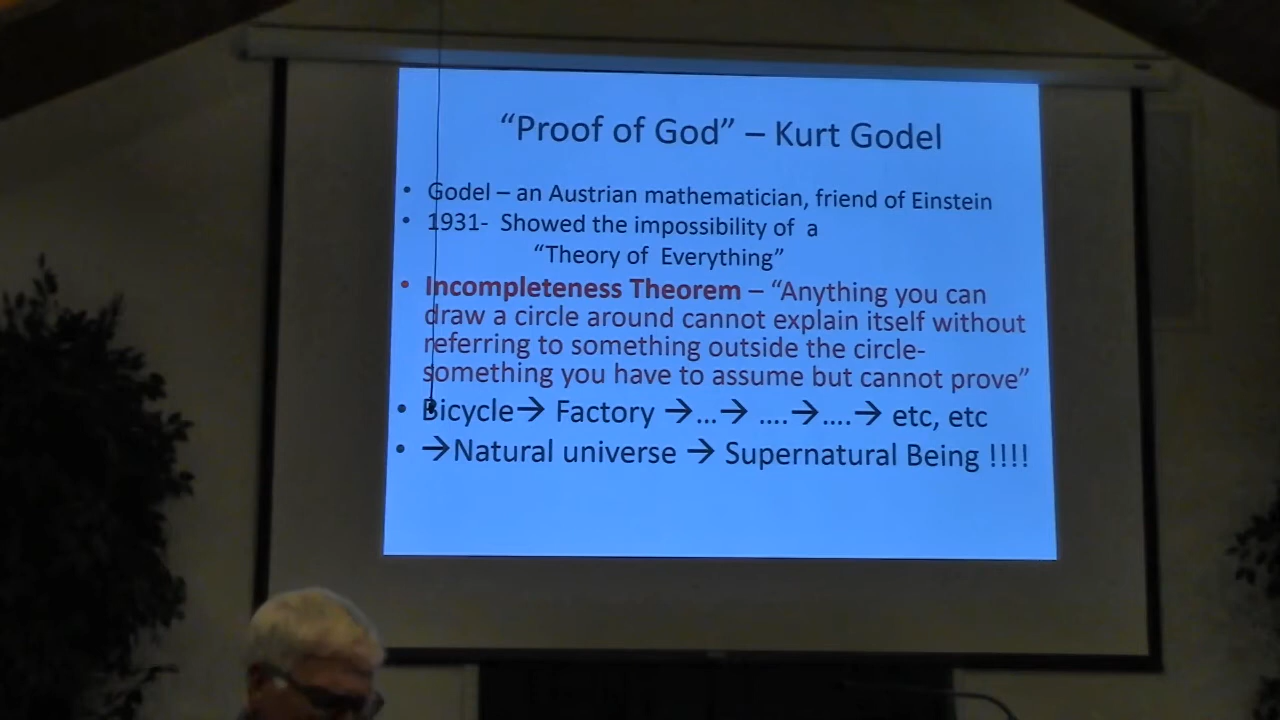 “Proof of God” – Kurt Godel
• Godel – an Austrian mathematician, friend of Einstein
• 1931- Showed the impossibility of a
“Theory of Everything”
• Incompleteness Theorem – “Anything you can
draw a circle around cannot explain itself without
referring to something outside the circle-
something you have to assume but cannot prove”
• Bicycle→ Factory →...→ ....→....→ etc, etc
• →Natural universe → Supernatural Being !!!!